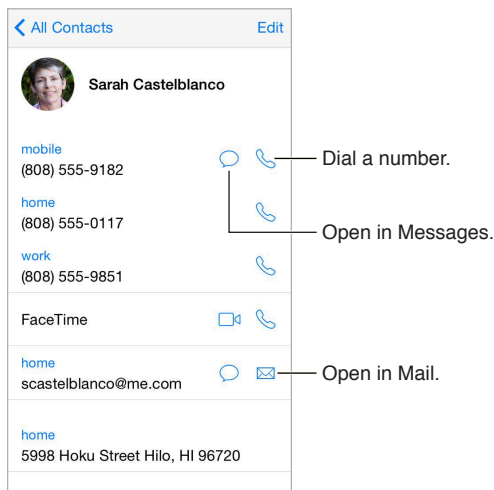 All Contacts Edit
Sarah Castelblanco
mobile
(808) 555-9182
Dial a number.
home
(808) 555-0117
Open in Messages.
work
(808) 555-9851
FaceTime
home
scastelblanco@me.com
Open in Mail.
home
5998 Hoku Street Hilo, HI 96720